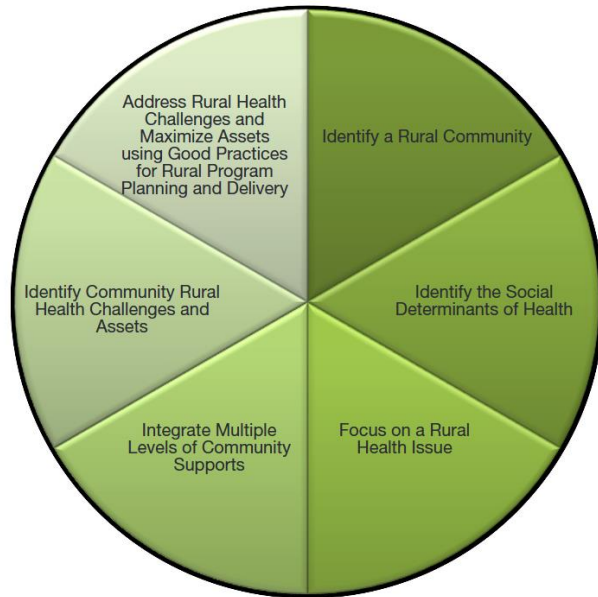 Identify a Rural Community
Identify the Social
Determinants of Health
Focus on a Rural
Health Issue
Integrate Multiple
Levels of Community
Supports
Identify Community Rural
Health Challenges and
Assets
Address Rural Health
Challenges and
Maximize Assets
using Good Practices
for Rural Program
Planning and Delivery